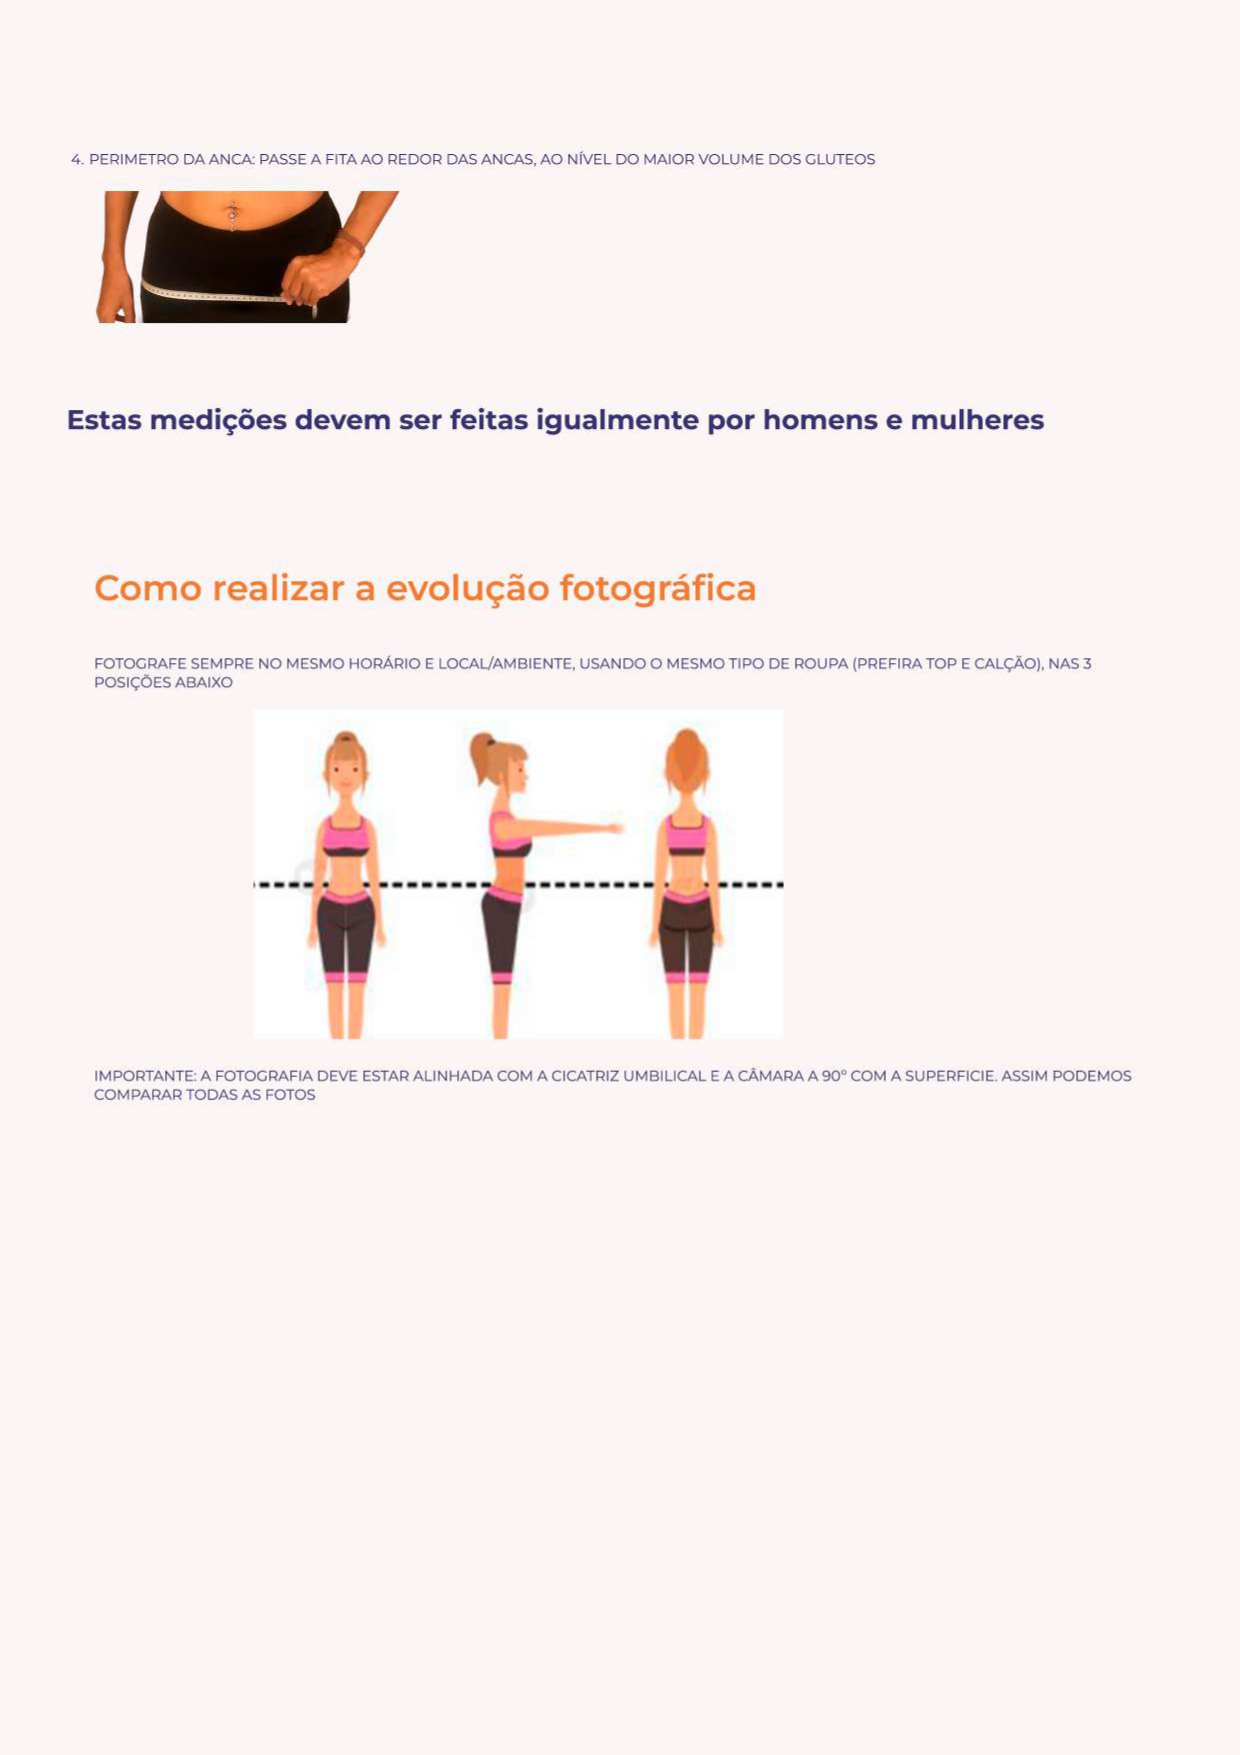 4. PERIMETRO DA ANCA: PASSE A FITA AO REDOR DAS ANCAS, AO NÍVEL DO MAIOR VOLUME DOS GLUTEOS
Estas medições devem ser feitas igualmente por homens e mulheres
Como realizar a evolução fotográfica
FOTOGRAFE SEMPRE NO MESMO HORÁRIO E LOCAL/AMBIENTE, USANDO O MESMO TIPO DE ROUPA (PREFIRA TOP E CALÇÃO), NAS 3
POSIÇÕES ABAIXO
IMPORTANTE: A FOTOGRAFIA DEVE ESTAR ALINHADA COM A CICATRIZ UMBILICAL E A CÂMARA A 90º COM A SUPERFICIE. ASSIM PODEMOS
COMPARAR TODAS AS FOTOS